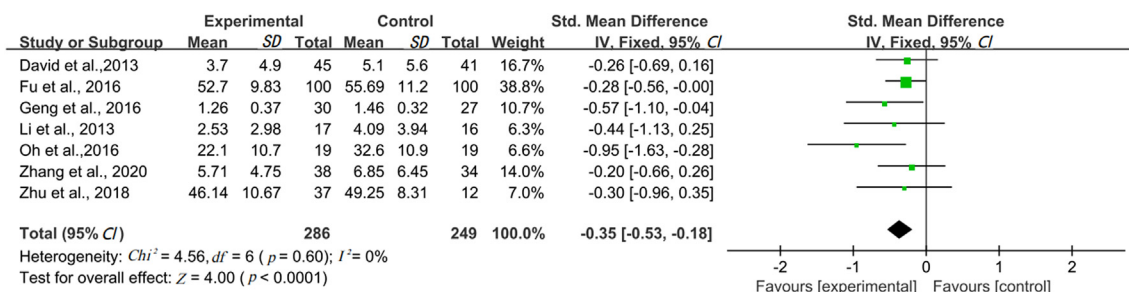 Experimental Control Std. Mean Difference Std. Mean Difference
Study or Subgroup Mean SD Total Mean SD Total Weight IV, Fixed, 95% CI IV, Fixed, 95% CI
David et al.,2013 3.7 4.9 45 5.1 5.6 41 16.7% -0.26 [-0.69, 0.16]
Fu et al., 2016 52.7 9.83 100 55.69 11.2 100 38.8% -0.28 [-0.56, -0.00]
Geng et al., 2016 1.26 0.37 30 1.46 0.32 27 10.7% -0.57 [-1.10, -0.04]
Li et al., 2013 2.53 2.98 17 4.09 3.94 16 6.3% -0.44 [-1.13, 0.25]
Oh et al.,2016 22.1 10.7 19 32.6 10.9 19 6.6% -0.95 [-1.63, -0.28]
Zhang et al., 2020 5.71 4.75 38 6.85 6.45 34 14.0% -0.20 [-0.66, 0.26]
Zhu et al., 2018 46.14 10.67 37 49.25 8.31 12 7.0% -0.30 [-0.96, 0.35]
Total (95% CI) 286 249 100.0% -0.35 [-0.53, -0.18]
Heterogeneity: Chi² = 4.56, df = 6 ( p = 0.60); I² = 0%
Test for overall effect: Z = 4.00 ( p < 0.0001)
-2 -1 0 1 2
Favours [experimental] Favours [control]